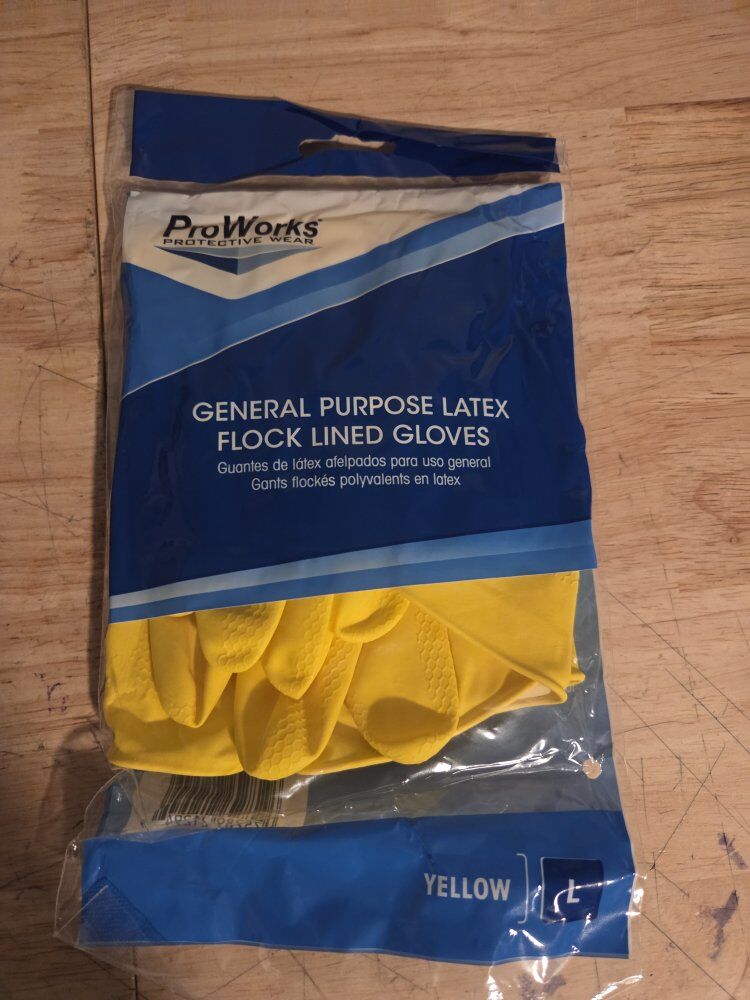 ProWorks
PROTECTIVE WEAR
GENERAL PURPOSE LATEX
FLOCK LINED GLOVES
Guantes de látex afelpados para uso general
Gants flockés polyvalents en latex
YELLOW
L